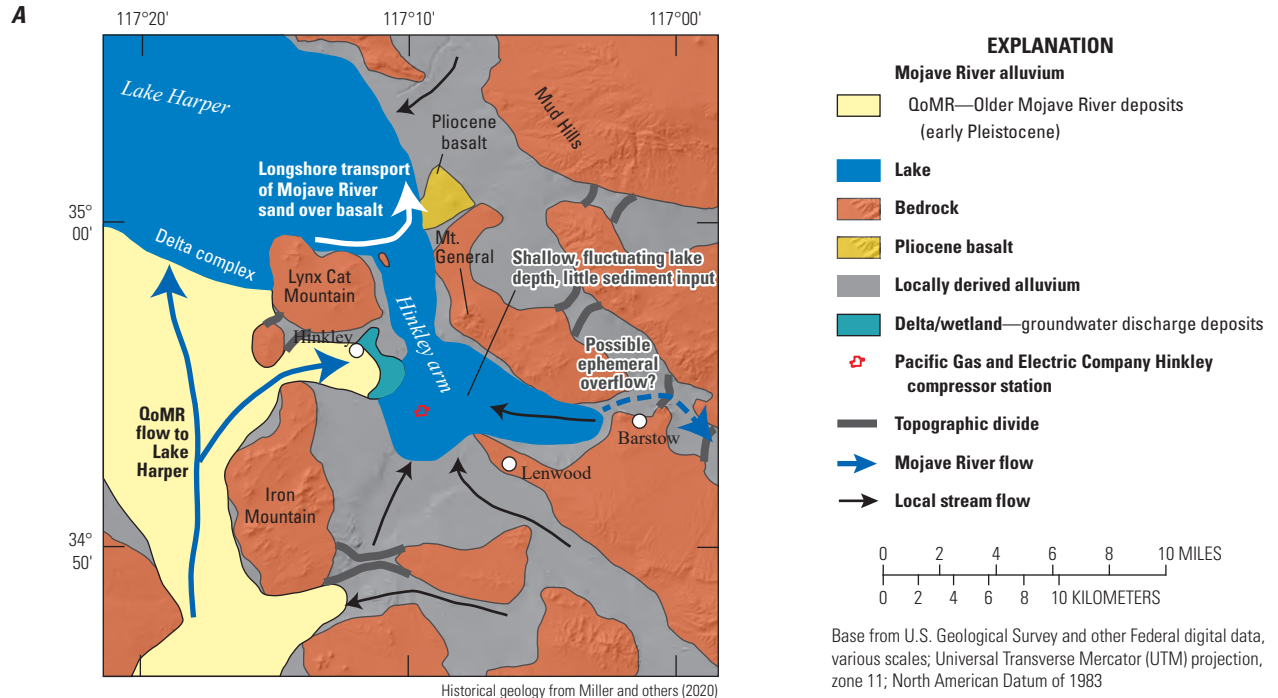 A
117°20'
117°10'
117°00'
35°
00'
34°
50'
Lake Harper
Pliocene
basalt
Mud Hills
Longshore transport
of Mojave River
sand over basalt
Delta complex
Lynx Cat
Mountain
Mt.
General
Shallow, fluctuating lake
depth, little sediment input
Hinkley
Hinkley arm
Possible
ephemeral
overflow?
Barstow
Lenwood
QoMR
flow to
Lake
Harper
Iron
Mountain
Historical geology from Miller and others (2020)
EXPLANATION
Mojave River alluvium
QoMR—Older Mojave River deposits
(early Pleistocene)
Lake
Bedrock
Pliocene basalt
Locally derived alluvium
Delta/wetland—groundwater discharge deposits
Pacific Gas and Electric Company Hinkley
compressor station
Topographic divide
Mojave River flow
Local stream flow
0 2 4 6 8 10 MILES
0 2 4 6 8 10 KILOMETERS
Base from U.S. Geological Survey and other Federal digital data,
various scales; Universal Transverse Mercator (UTM) projection,
zone 11; North American Datum of 1983